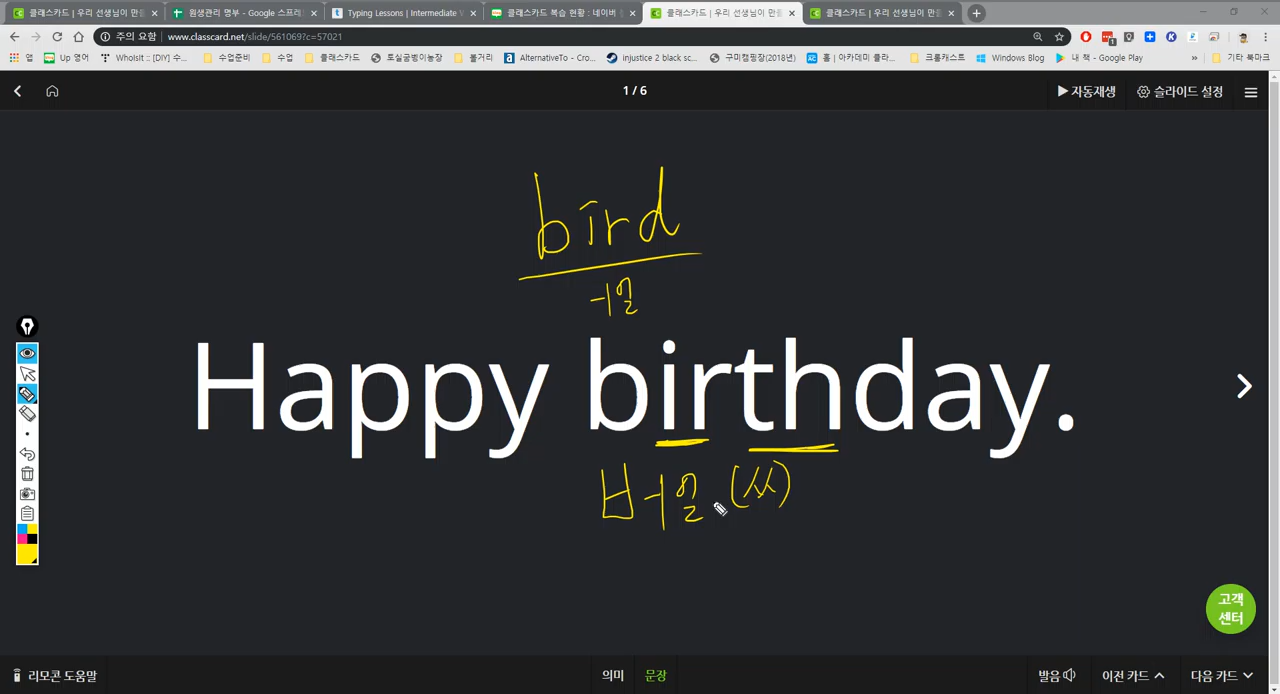 클래스카드 | 우리 선생님이 만든
원생관리 명부 - Google 스프레
Typing Lessons | Intermediate
클래스카드 복습 현황 : 네이버
클래스카드 | 우리 선생님이 만든
클래스카드 | 우리 선생님이 만든
주의 요함 | www.classcard.net/slide/561069?c=57021
앱 Up 영어 WhoisIt :: [DIY] 수... 수업준비 수업 클래스카드 토실굼벵이농장 볼거리 AlternativeTo - Cro... injustice 2 black sc... 구미캠핑장(2018년) 홈 | 아카데미 클라... 크롬캐스트 Windows Blog 내 책 - Google Play » 기타 북마크
1 / 6
자동재생 슬라이드 설정
bird
Happy birthday.
ㅂ
(ㅆ)
고객
센터
리모콘 도움말 의미 문장 발음 이전 카드 다음 카드